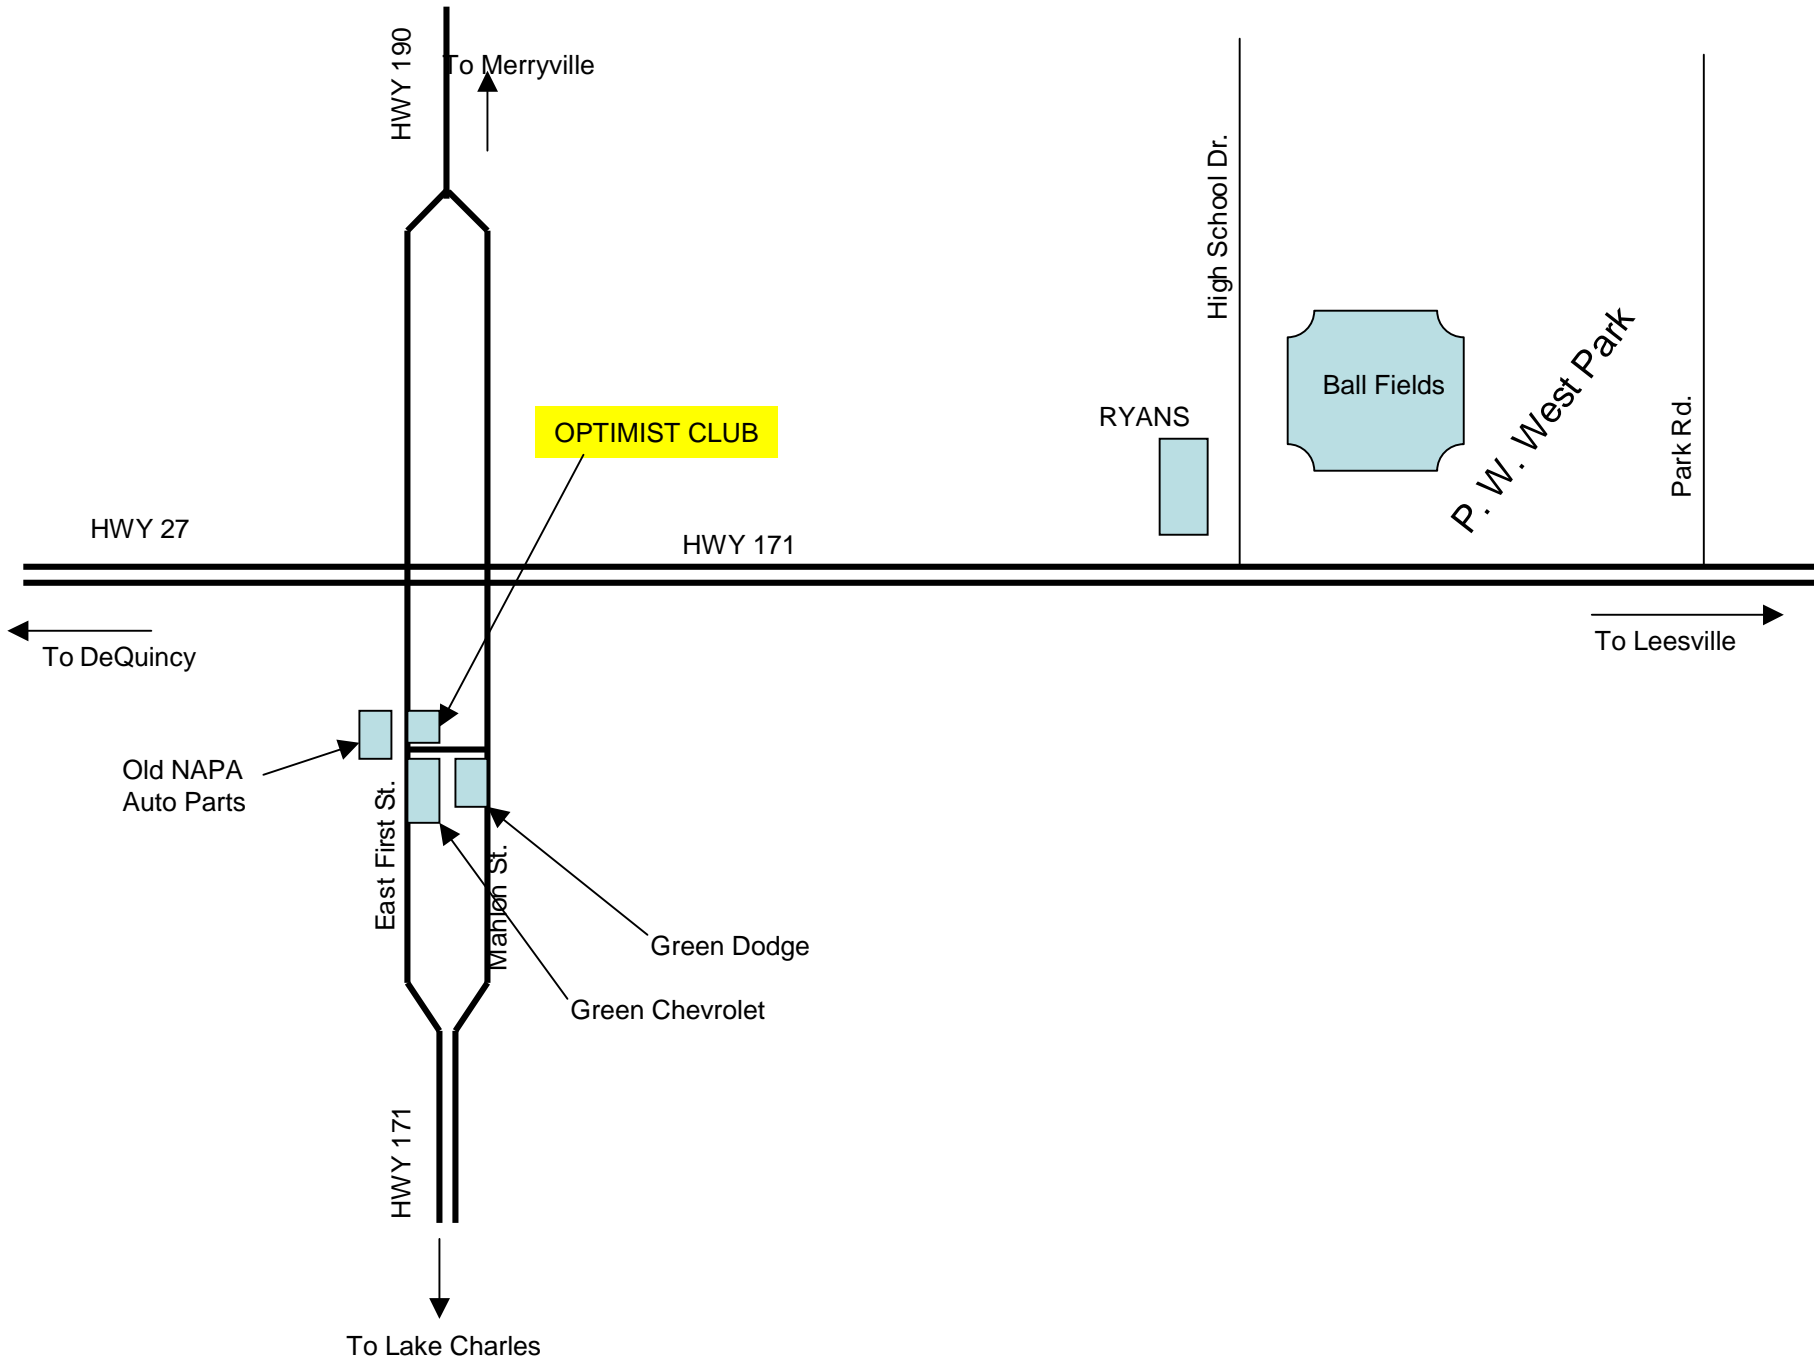 HWY 190
To Merryville
High School Dr.
Ball Fields
P. W. West Park
Park Rd.
RYANS
OPTIMIST CLUB
HWY 27
HWY 171
To DeQuincy
To Leesville
Old NAPA
Auto Parts
East First St.
Mahlon St.
Green Dodge
Green Chevrolet
HWY 171
To Lake Charles